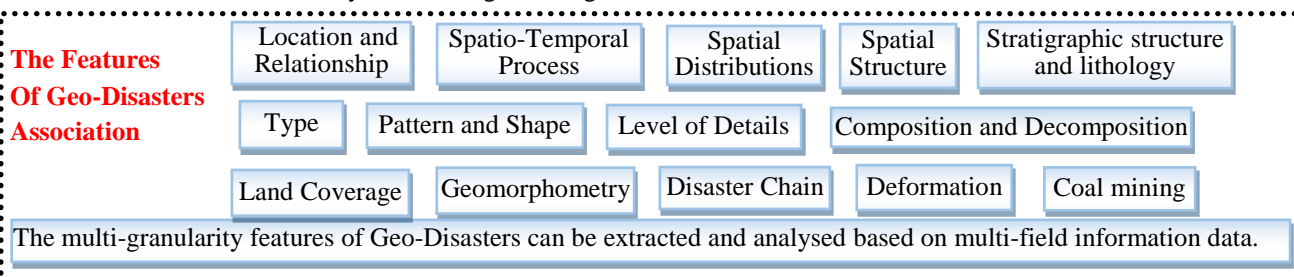 The Features
Of Geo-Disasters
Association
Location and
Relationship
Spatio-Temporal
Process
Spatial
Distributions
Spatial
Structure
Stratigraphic structure
and lithology
Type
Pattern and Shape
Level of Details
Composition and Decomposition
Land Coverage
Geomorphometry
Disaster Chain
Deformation
Coal mining
The multi-granularity features of Geo-Disasters can be extracted and analysed based on multi-field information data.